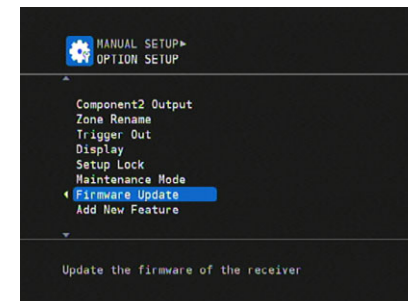 MANUAL SETUP▶
OPTION SETUP
Component2 Output
Zone Rename
Trigger Out
Display
Setup Lock
Maintenance Mode
Firmware Update
Add New Feature
Update the firmware of the receiver